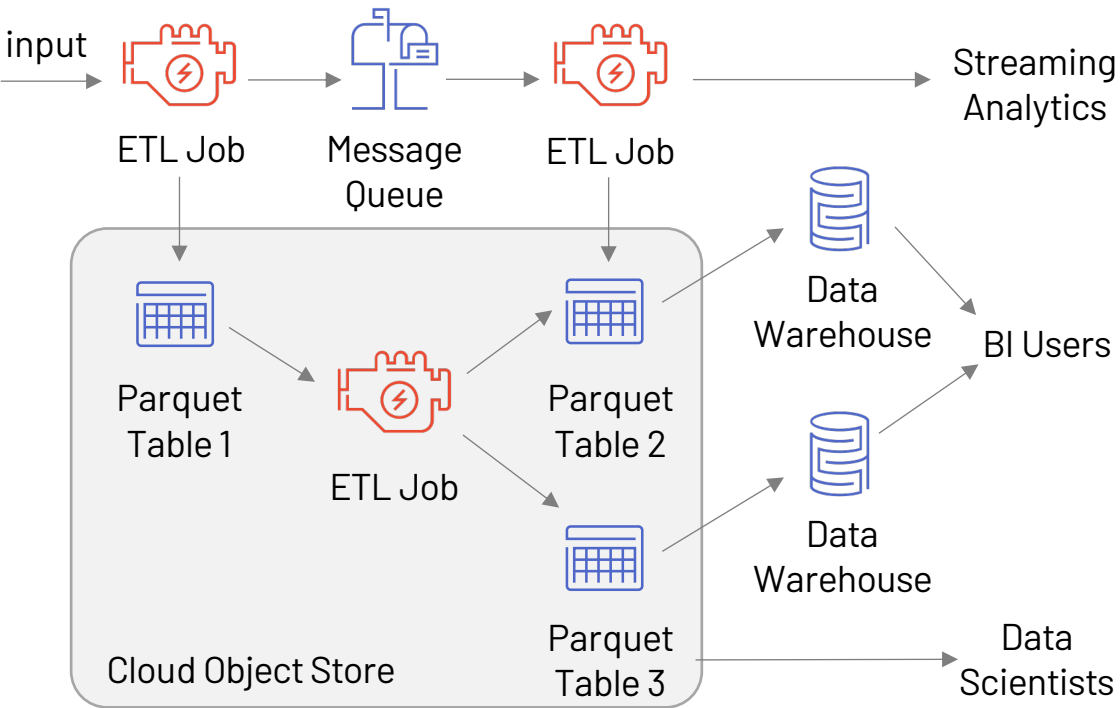 input
ETL Job
Message
Queue
ETL Job
Streaming
Analytics
Data
Warehouse
BI Users
Parquet
Table 1
ETL Job
Parquet
Table 2
Data
Warehouse
Parquet
Table 3
Cloud Object Store
Data
Scientists